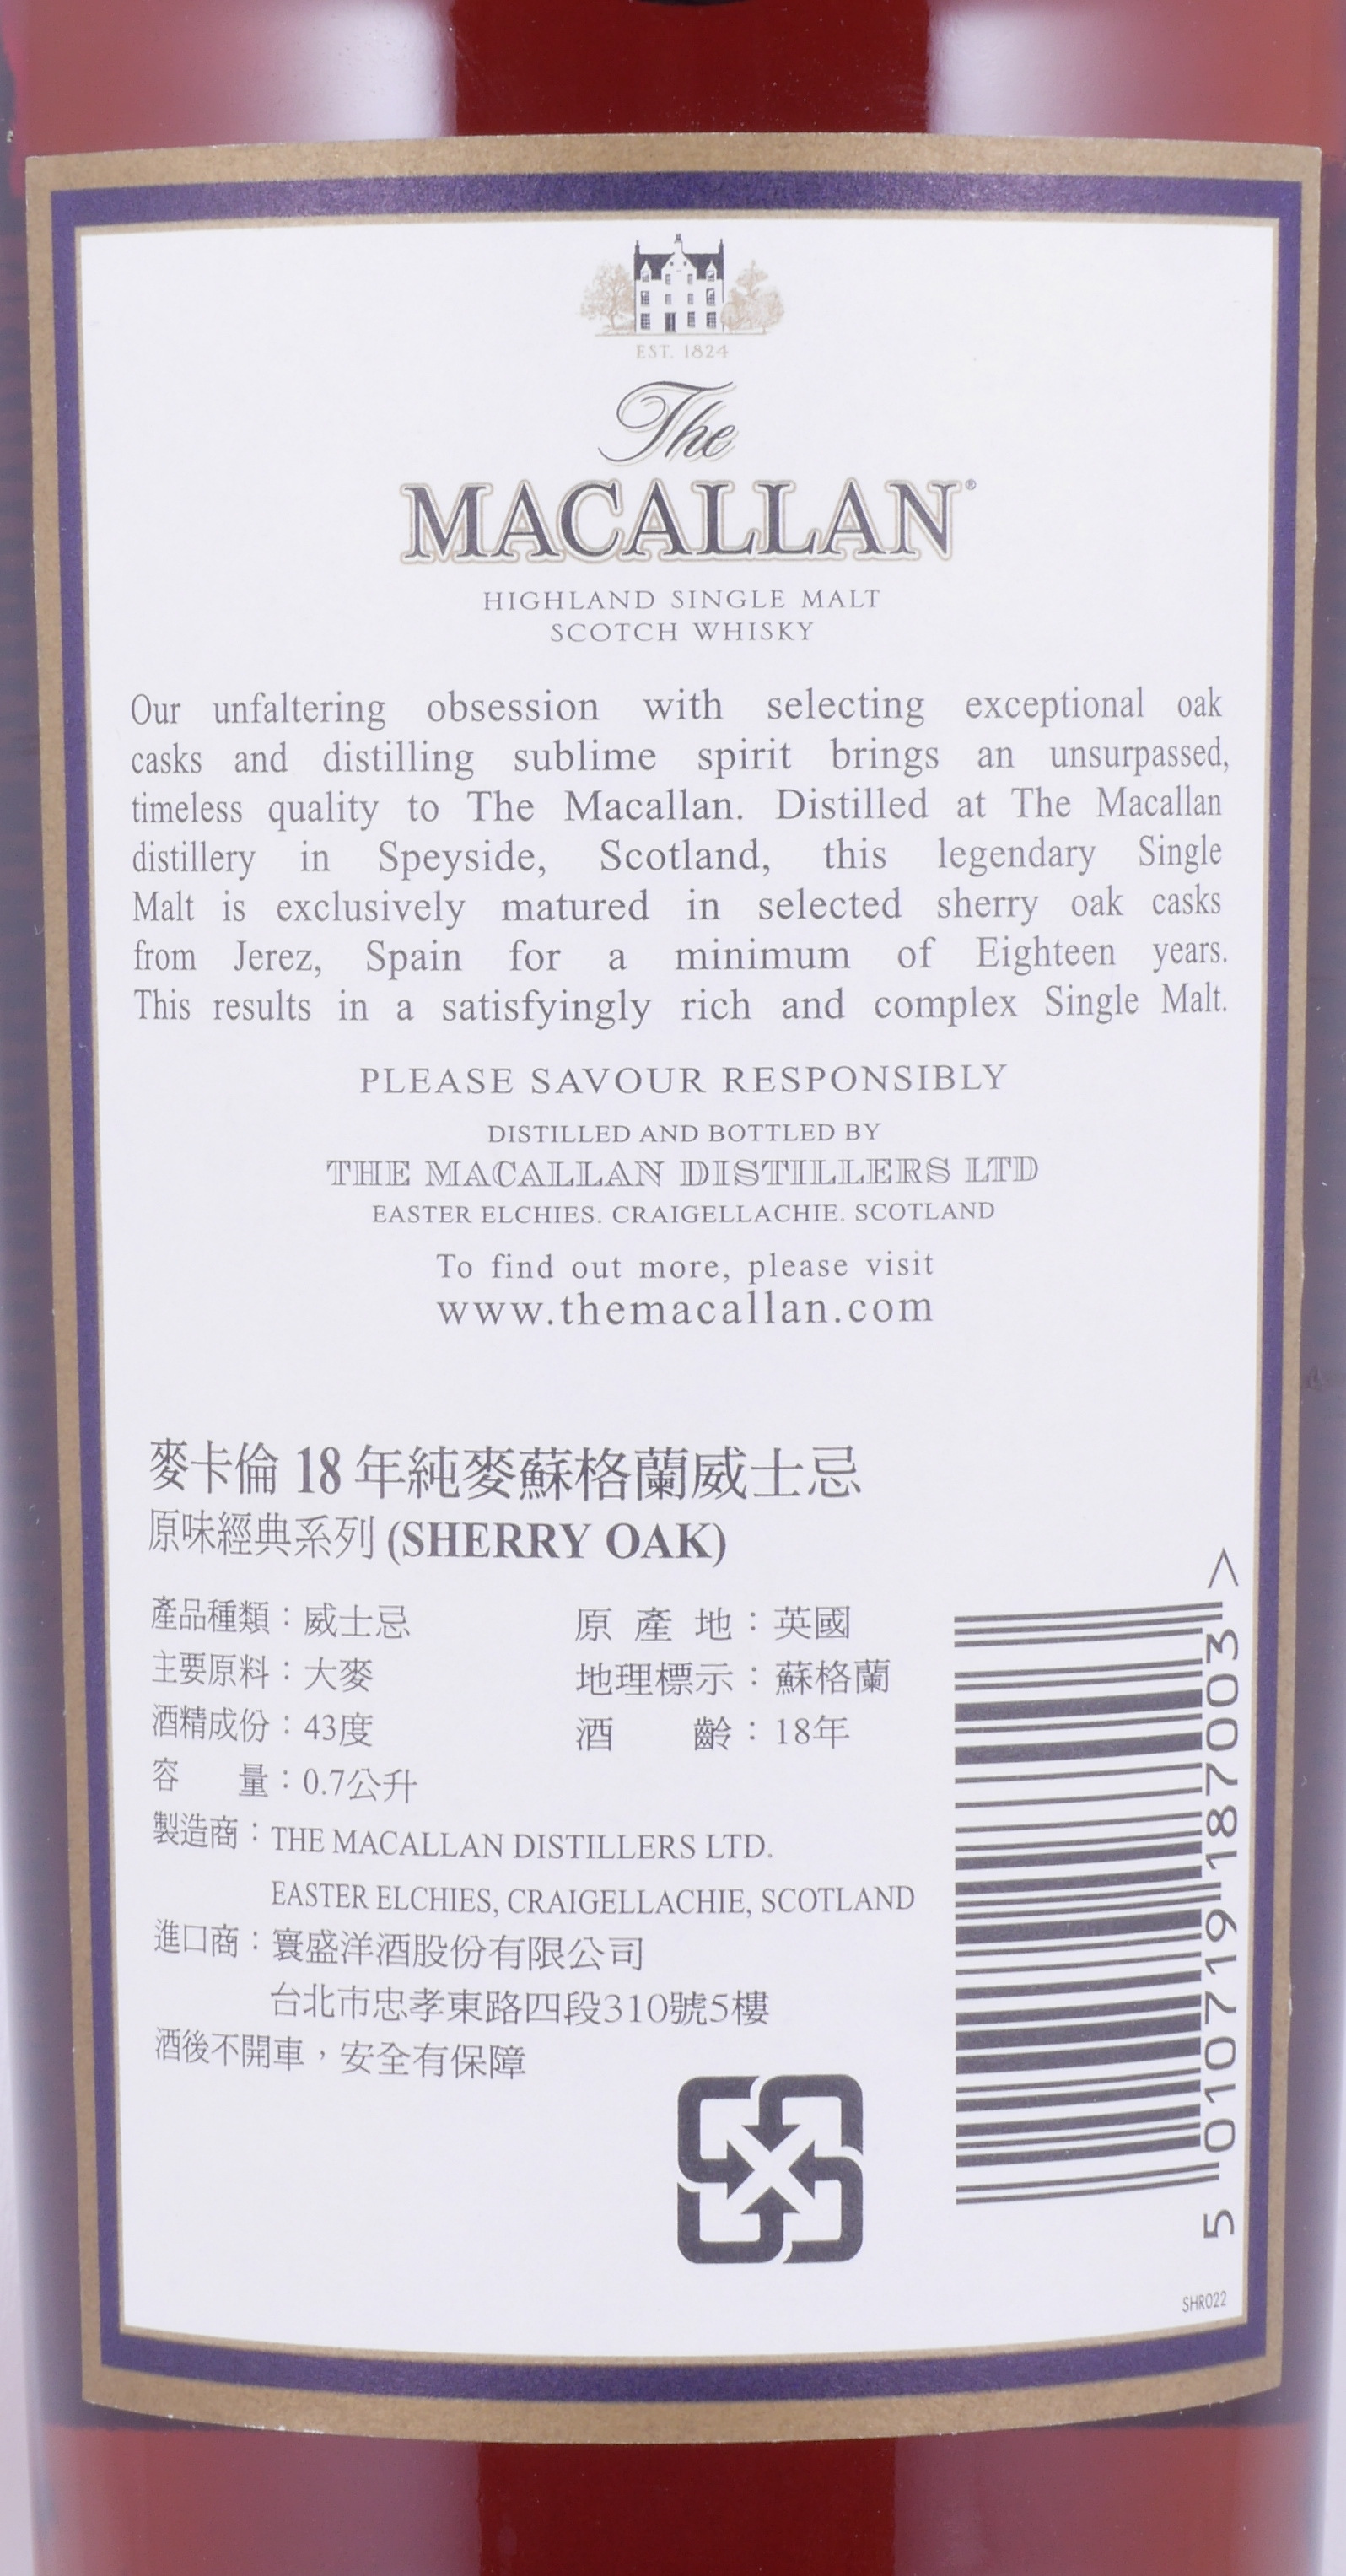 EST. 1824
The
MACALLAN®
HIGHLAND SINGLE MALT
SCOTCH WHISKY
Our unfaltering obsession with selecting exceptional oak
casks and distilling sublime spirit brings an unsurpassed,
timeless quality to The Macallan. Distilled at The Macallan
distillery in Speyside, Scotland, this legendary Single
Malt is exclusively matured in selected sherry oak casks
from Jerez, Spain for a minimum of Eighteen years.
This results in a satisfyingly rich and complex Single Malt.
PLEASE SAVOUR RESPONSIBLY
DISTILLED AND BOTTLED BY
THE MACALLAN DISTILLERS LTD
EASTER ELCHIES. CRAIGELLACHIE. SCOTLAND
To find out more, please visit
www.themacallan.com
麥卡倫 18 年純麥蘇格蘭威士忌
原味經典系列 (SHERRY OAK)
產品種類：威士忌 原產地：英國
主要原料：大麥 地理標示：蘇格蘭
酒精成份：43度 酒齡：18年
容量：0.7公升
製造商：THE MACALLAN DISTILLERS LTD.
EASTER ELCHIES, CRAIGELLACHIE, SCOTLAND
進口商：寰盛洋酒股份有限公司
台北市忠孝東路四段310號5樓
酒後不開車，安全有保障
5 010719 187003 >
SHR022